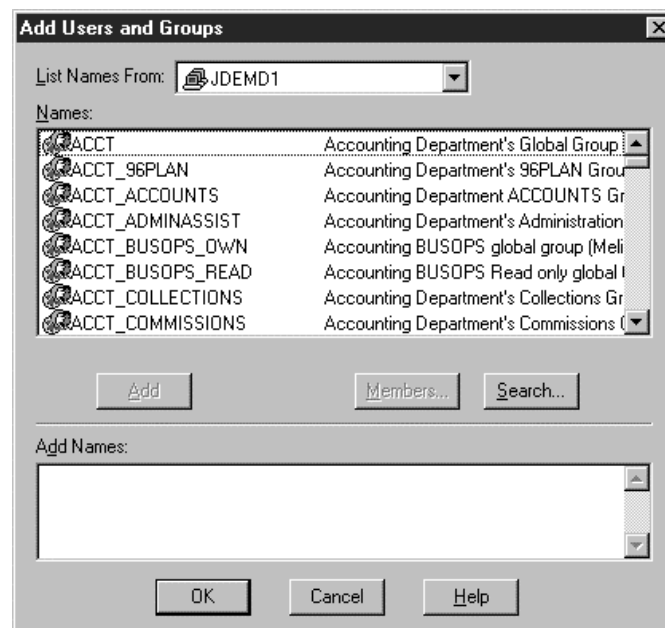 Add Users and Groups
List Names From: JDEMD1
Names:
ACCT Accounting Department's Global Group
ACCT_96PLAN Accounting Department's 96PLAN Grou
ACCT_ACCOUNTS Accounting Department ACCOUNTS Gr
ACCT_ADMINASSIST Accounting Department's Administration
ACCT_BUSOPS_OWN Accounting BUSOPS global group (Meli
ACCT_BUSOPS_READ Accounting BUSOPS Read only global
ACCT_COLLECTIONS Accounting Department's Collections Gr
ACCT_COMMISSIONS Accounting Department's Commissions (
Add Members... Search...
Add Names:
OK Cancel Help